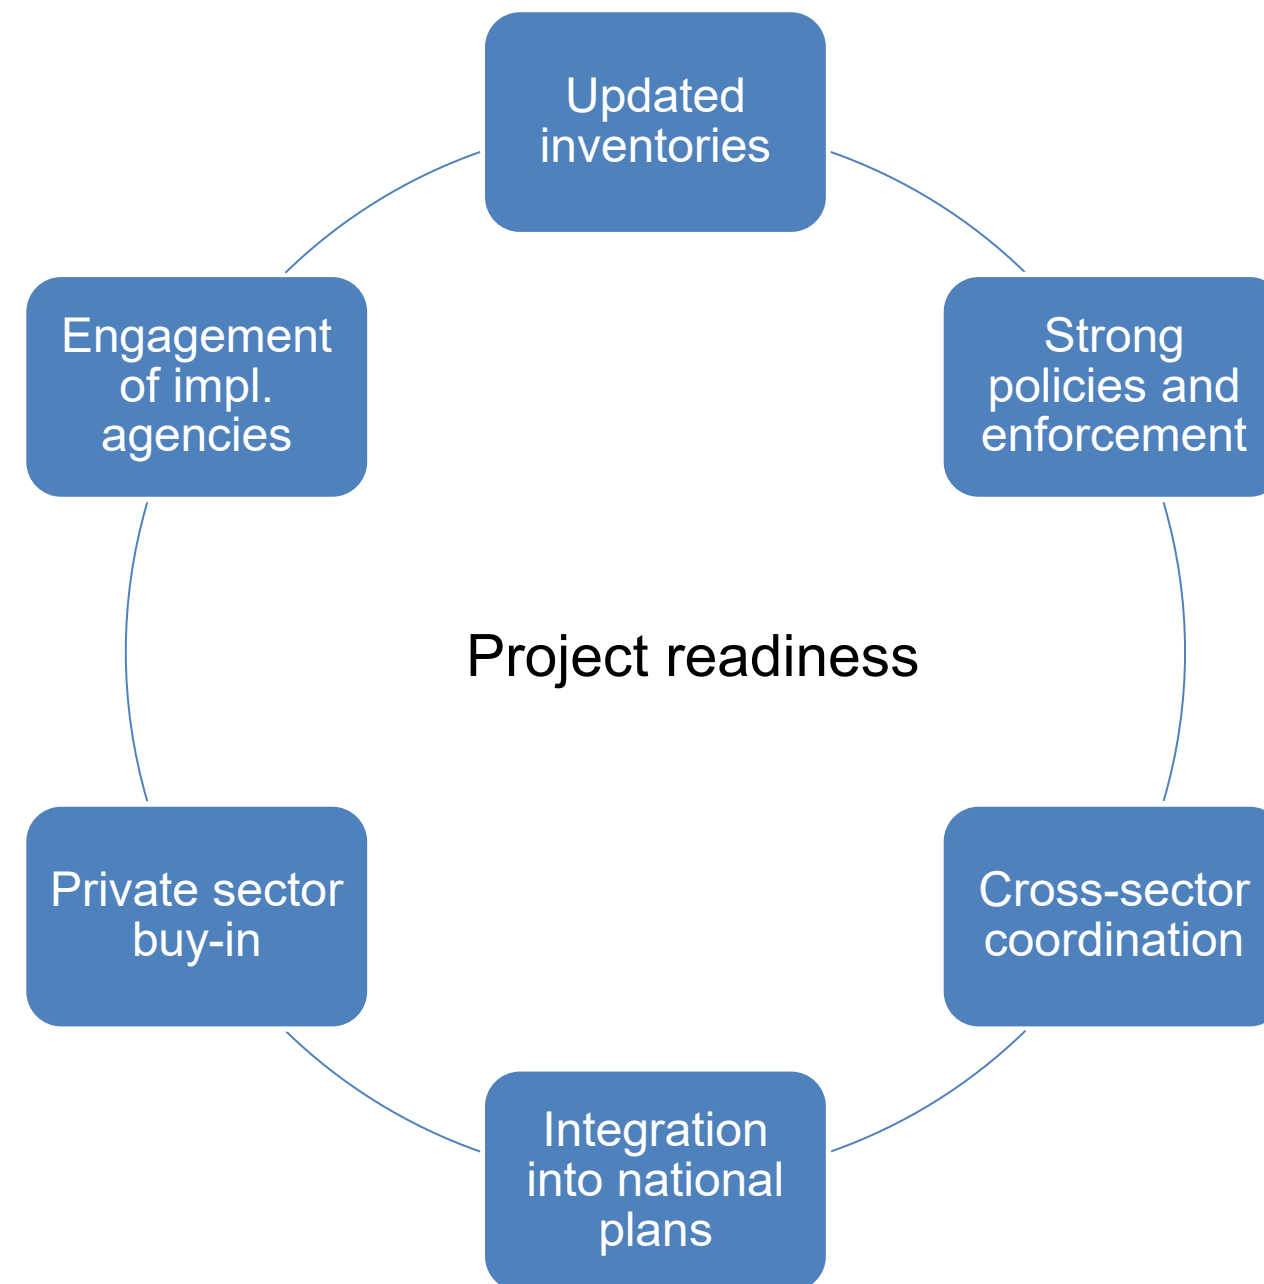 Updated
inventories
Strong
policies and
enforcement
Cross-sector
coordination
Integration
into national
plans
Private sector
buy-in
Engagement
of impl.
agencies
Project readiness